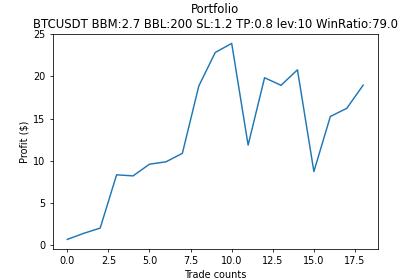 Portfolio
BTCUSDT BBM:2.7 BBL:200 SL:1.2 TP:0.8 lev:10 WinRatio:79.0
25
20
15
10
5
0
Profit ($)
0.0 2.5 5.0 7.5 10.0 12.5 15.0 17.5
Trade counts